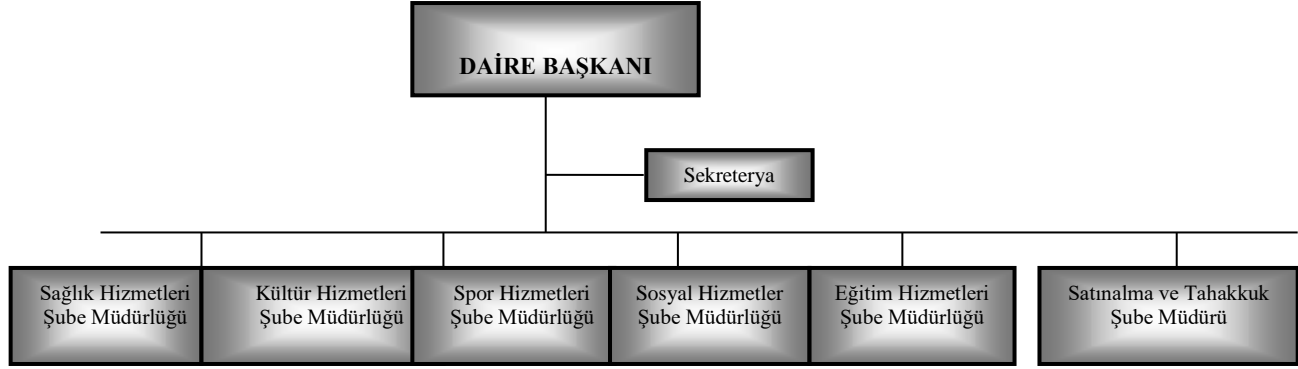 DAİRE BAŞKANI
Sekreterya
Sağlık Hizmetleri
Şube Müdürlüğü
Kültür Hizmetleri
Şube Müdürlüğü
Spor Hizmetleri
Şube Müdürlüğü
Sosyal Hizmetler
Şube Müdürlüğü
Eğitim Hizmetleri
Şube Müdürlüğü
Satınalma ve Tahakkuk
Şube Müdürü